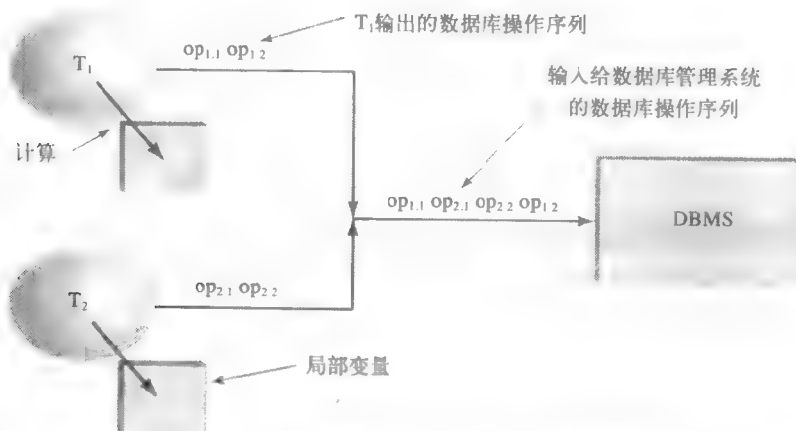 T₁输出的数据库操作序列
op₁.₁ op₁.₂
T₁
输入给数据库管理系统
的数据库操作序列
计算
op₁.₁ op₂.₁ op₂.₂ op₁.₂
DBMS
op₂.₁ op₂.₂
T₂
局部变量